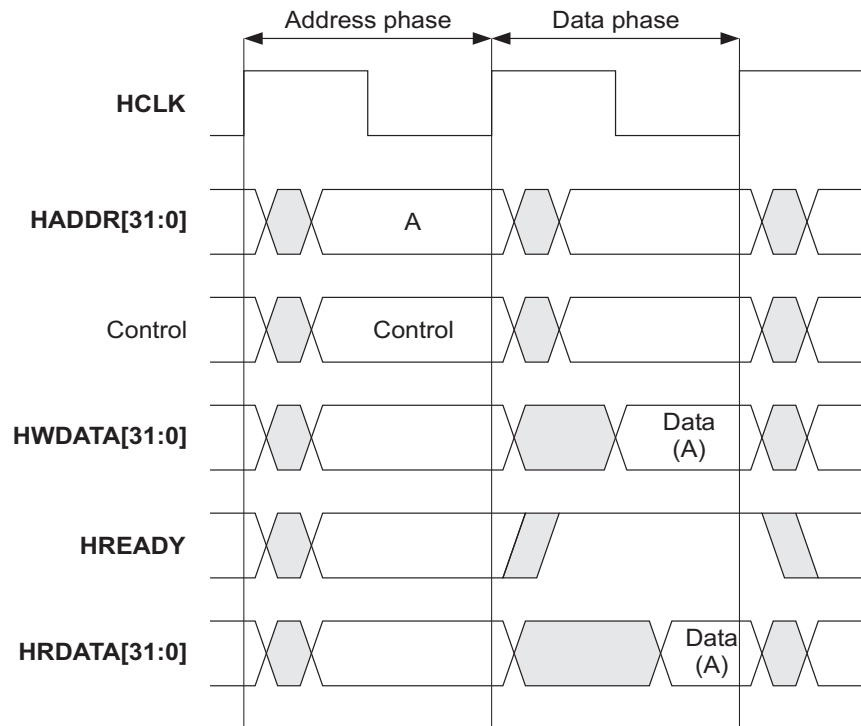 Address phase
Data phase
HCLK
HADDR[31:0]
A
Control
Control
HWDATA[31:0]
Data
(A)
HREADY
HRDATA[31:0]
Data
(A)